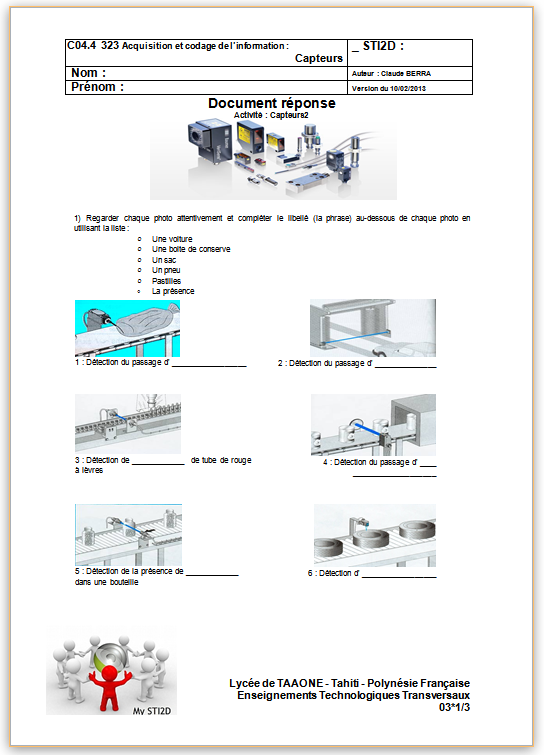 C04.4 323 Acquisition et codage de l'information :
Capteurs
_ STI2D :
Nom :
Auteur : Claude BERRA
Prénom :
Version du 10/02/2013
Document réponse
Activité : Capteurs2
1) Regarder chaque photo attentivement et compléter le libellé (la phrase) au-dessous de chaque photo en
utilisant la liste :
o Une voiture
o Une boite de conserve
o Un sac
o Un pneu
o Pastilles
• La présence
1 : Détection du passage d' ________________
2 : Détection du passage d' ______________
3 : Détection de ____________ de tube de rouge
à lèvres
4 : Détection du passage d' ____
___________________
5 : Détection de la présence de ____________
dans une bouteille
6 : Détection d' _________________
My STI2D
Lycée de TAAONE - Tahiti - Polynésie Française
Enseignements Technologiques Transversaux
03*1/3